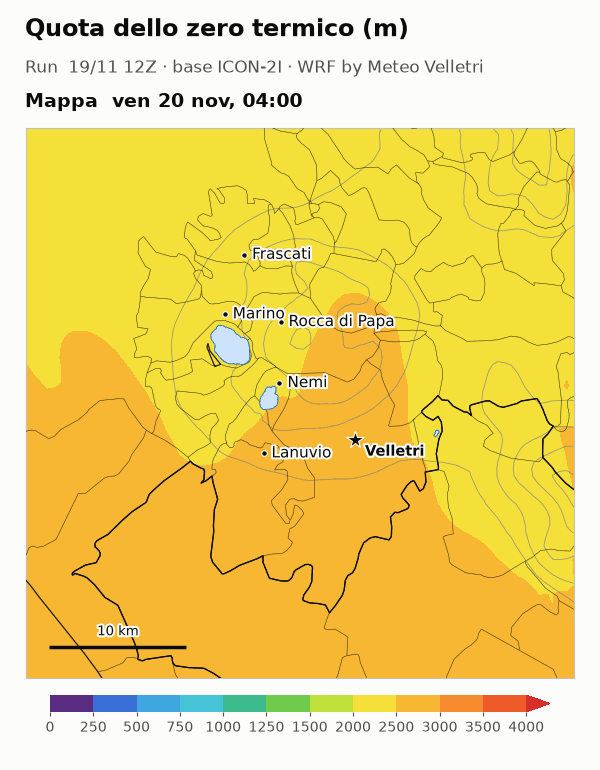 Quota dello zero termico (m)
Run  19/11 12Z · base ICON-2I · WRF by Meteo Velletri
Mappa  ven 20 nov, 04:00
Frascati
Marino
Rocca di Papa
Nemi
Velletri
Lanuvio
10 km
0 250 500 750 1000 1250 1500 2000 2500 3000 3500 4000